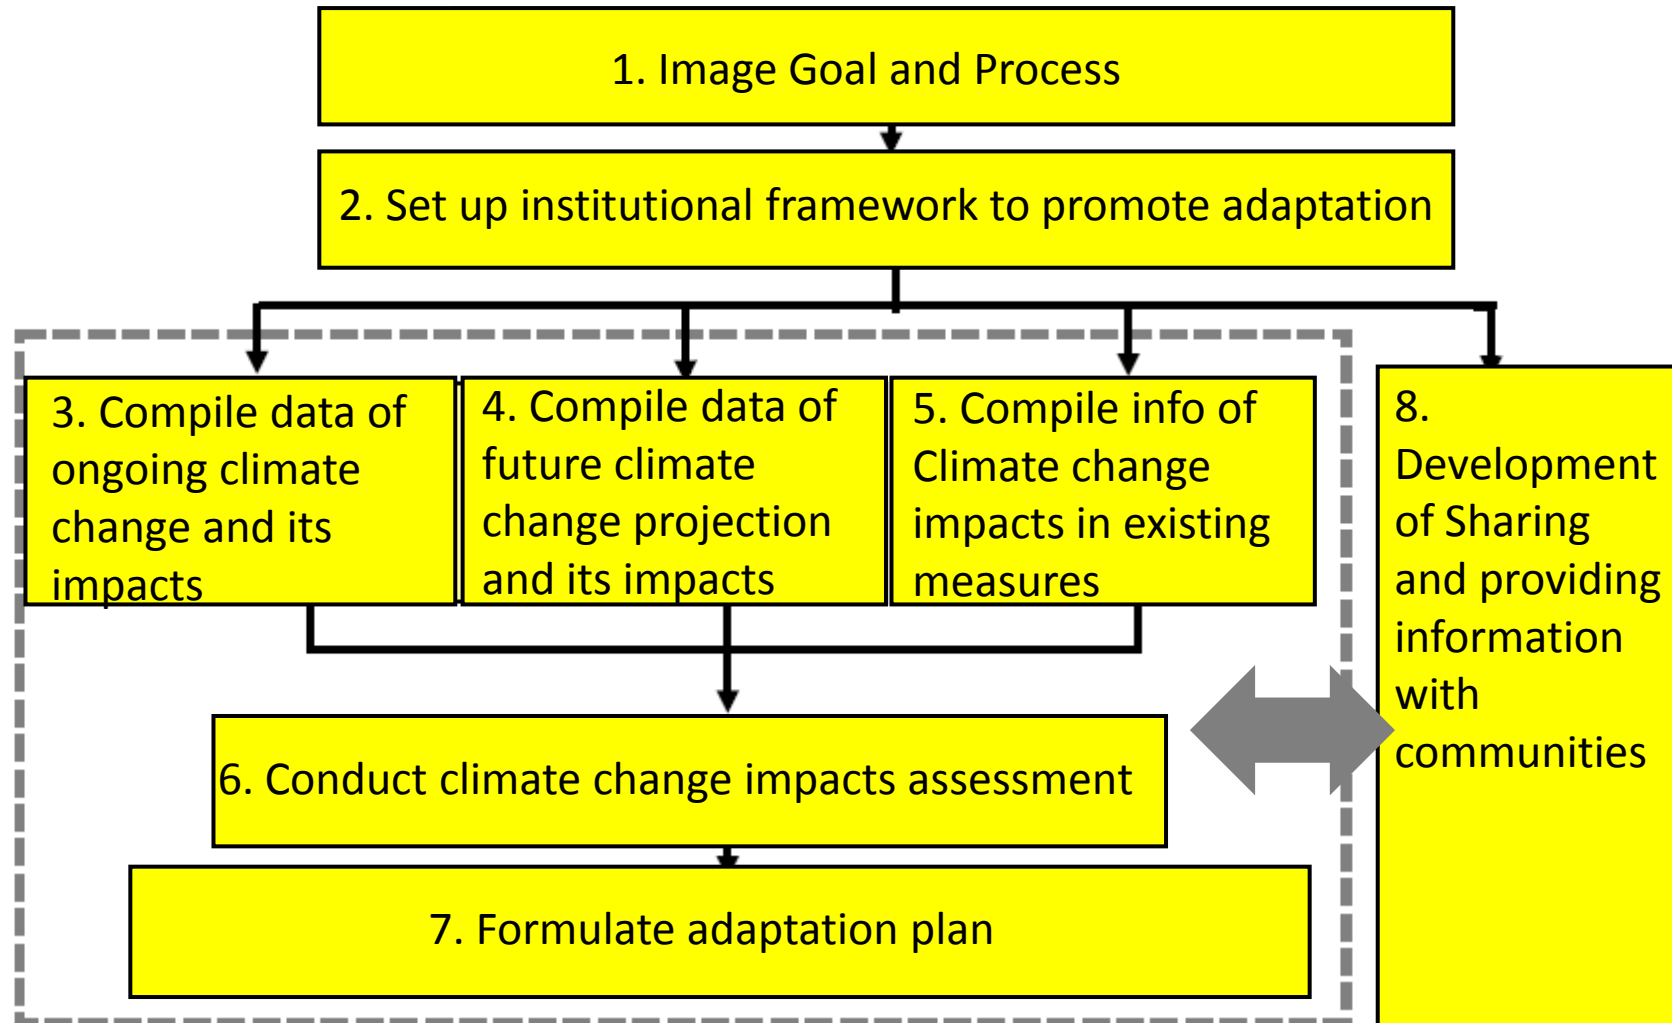 1. Image Goal and Process
2. Set up institutional framework to promote adaptation
3. Compile data of
ongoing climate
change and its
impacts
4. Compile data of
future climate
change projection
and its impacts
5. Compile info of
Climate change
impacts in existing
measures
8.
Development
of Sharing
and providing
information
with
communities
6. Conduct climate change impacts assessment
7. Formulate adaptation plan